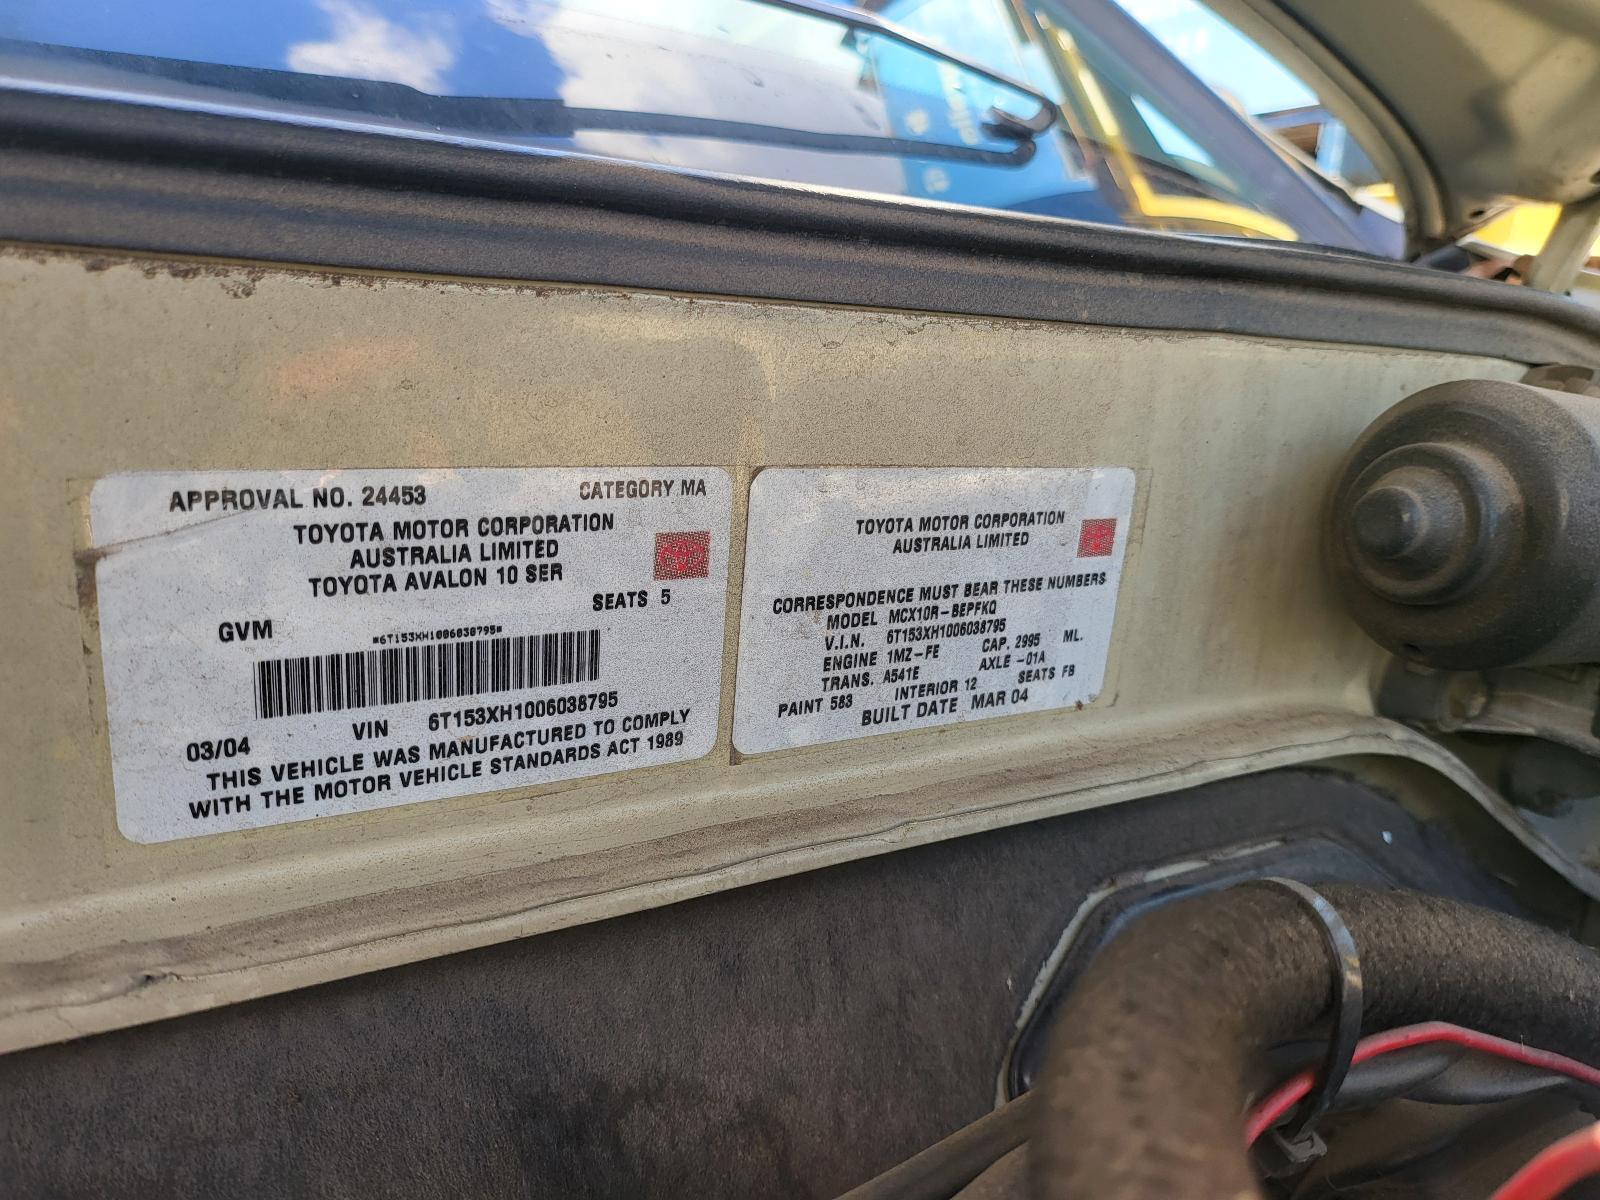 APPROVAL NO. 24453 CATEGORY MA
TOYOTA MOTOR CORPORATION
AUSTRALIA LIMITED
TOYOTA AVALON 10 SER
SEATS 5
GVM
*6T153XH1006038795*
VIN 6T153XH1006038795
03/04
THIS VEHICLE WAS MANUFACTURED TO COMPLY
WITH THE MOTOR VEHICLE STANDARDS ACT 1989
TOYOTA MOTOR CORPORATION
AUSTRALIA LIMITED
CORRESPONDENCE MUST BEAR THESE NUMBERS
MODEL MCX10R-BEPFKQ
V.I.N. 6T153XH1006038795
ENGINE 1MZ-FE CAP. 2995 ML.
TRANS. A541E AXLE -01A
PAINT 583 INTERIOR 12 SEATS FB
BUILT DATE MAR 04